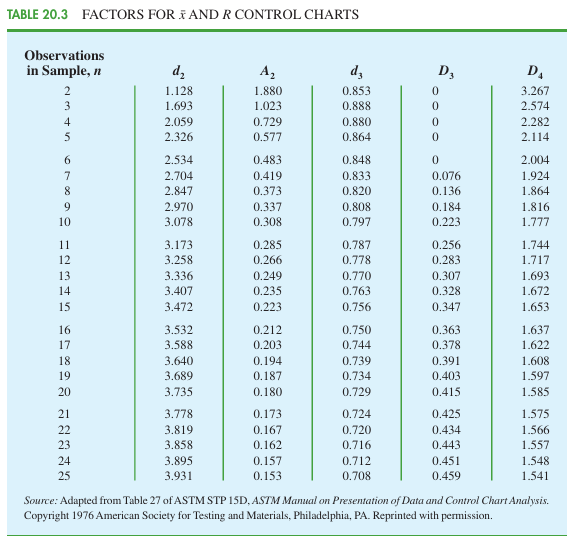 TABLE 20.3 FACTORS FOR x̄ AND R CONTROL CHARTS
Observations
in Sample, n d₂ A₂ d₃ D₃ D₄
2 1.128 1.880 0.853 0 3.267
3 1.693 1.023 0.888 0 2.574
4 2.059 0.729 0.880 0 2.282
5 2.326 0.577 0.864 0 2.114
6 2.534 0.483 0.848 0 2.004
7 2.704 0.419 0.833 0.076 1.924
8 2.847 0.373 0.820 0.136 1.864
9 2.970 0.337 0.808 0.184 1.816
10 3.078 0.308 0.797 0.223 1.777
11 3.173 0.285 0.787 0.256 1.744
12 3.258 0.266 0.778 0.283 1.717
13 3.336 0.249 0.770 0.307 1.693
14 3.407 0.235 0.763 0.328 1.672
15 3.472 0.223 0.756 0.347 1.653
16 3.532 0.212 0.750 0.363 1.637
17 3.588 0.203 0.744 0.378 1.622
18 3.640 0.194 0.739 0.391 1.608
19 3.689 0.187 0.734 0.403 1.597
20 3.735 0.180 0.729 0.415 1.585
21 3.778 0.173 0.724 0.425 1.575
22 3.819 0.167 0.720 0.434 1.566
23 3.858 0.162 0.716 0.443 1.557
24 3.895 0.157 0.712 0.451 1.548
25 3.931 0.153 0.708 0.459 1.541
Source: Adapted from Table 27 of ASTM STP 15D, ASTM Manual on Presentation of Data and Control Chart Analysis.
Copyright 1976 American Society for Testing and Materials, Philadelphia, PA. Reprinted with permission.